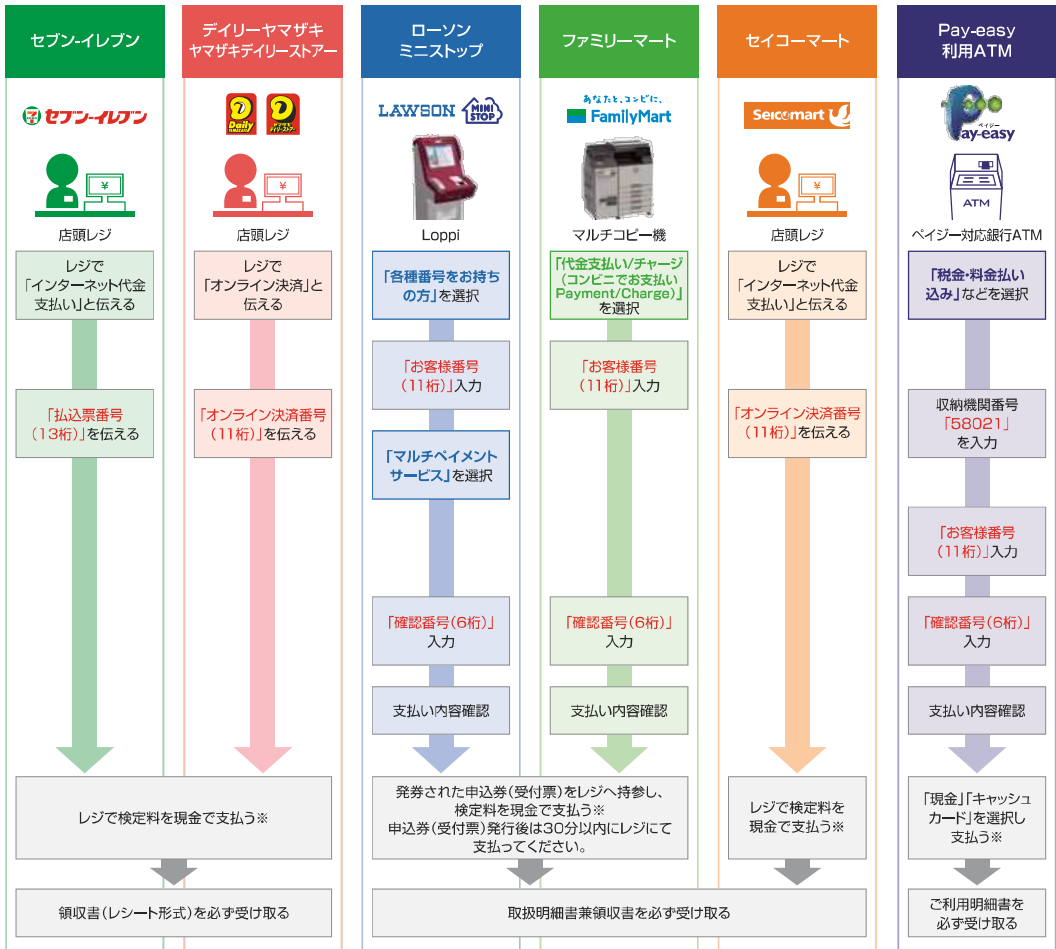 セブン-イレブン
デイリーヤマザキ
ヤマザキデイリーストアー
ローソン
ミニストップ
ファミリーマート
セイコーマート
Pay-easy
利用ATM
セブン-イレブン
Daily
YAMAZAKI
ヤマザキ
デイリーストアー
LAWSON
MINI
STOP
あなたと、コンビに、
FamilyMart
Seicomart
ペイジー
Pay-easy
¥
¥
¥
ATM
店頭レジ
店頭レジ
Loppi
マルチコピー機
店頭レジ
ペイジー対応銀行ATM
レジで
「インターネット代金
支払い」と伝える
レジで
「オンライン決済」と
伝える
「各種番号をお持ち
の方」を選択
「代金支払い/チャージ
(コンビニでお支払い
Payment/Charge)」
を選択
レジで
「インターネット代金
支払い」と伝える
「税金・料金払い
込み」などを選択
「お客様番号
(11桁)」入力
「お客様番号
(11桁)」入力
「払込票番号
(13桁)」を伝える
「オンライン決済番号
(11桁)」を伝える
「マルチペイメント
サービス」を選択
「オンライン決済番号
(11桁)」を伝える
収納機関番号
「58021」
を入力
「お客様番号
(11桁)」入力
「確認番号(6桁)」
入力
「確認番号(6桁)」
入力
「確認番号(6桁)」
入力
支払い内容確認
支払い内容確認
支払い内容確認
レジで検定料を現金で支払う※
発券された申込券(受付票)をレジへ持参し、
検定料を現金で支払う※
申込券(受付票)発行後は30分以内にレジにて
支払ってください。
レジで検定料を
現金で支払う※
「現金」「キャッシュ
カード」を選択し
支払う※
領収書(レシート形式)を必ず受け取る
取扱明細書兼領収書を必ず受け取る
ご利用明細書を
必ず受け取る